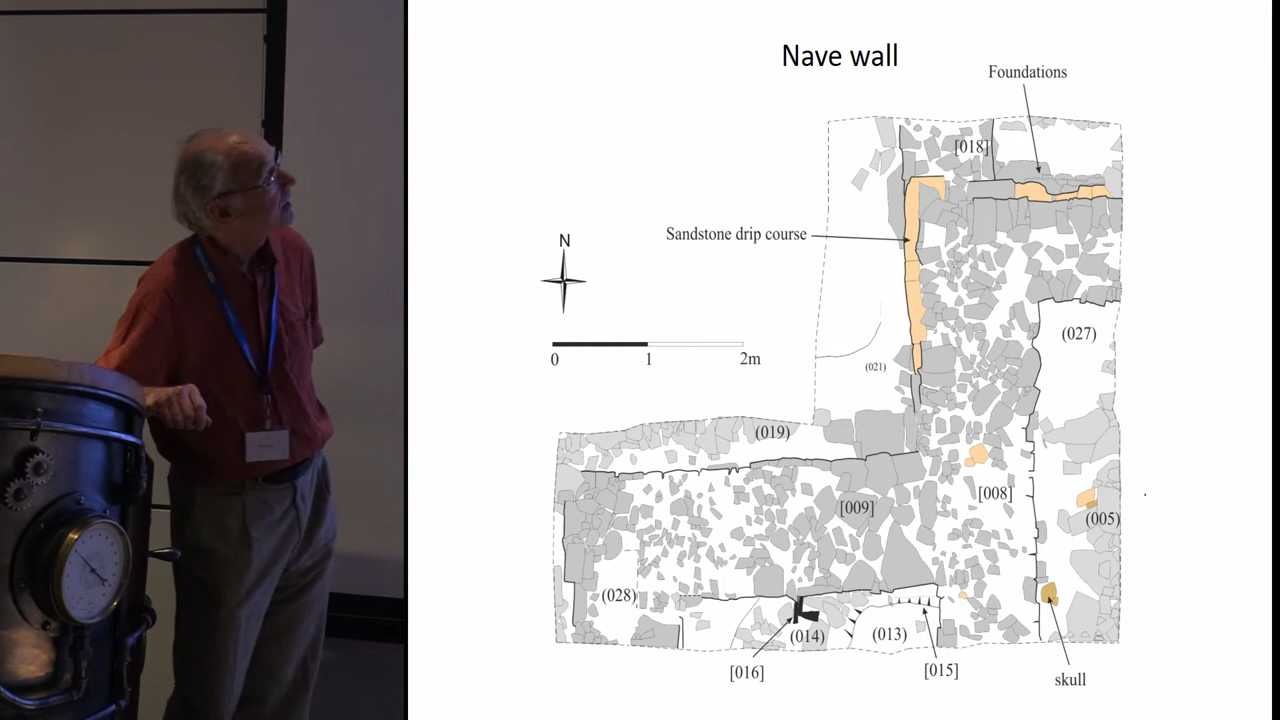 Nave wall
Foundations
[018]
Sandstone drip course
N
0 1 2m
(027)
(021)
(019)
[008]
[009]
(005)
(028)
(014)
(013)
[016]
[015]
skull